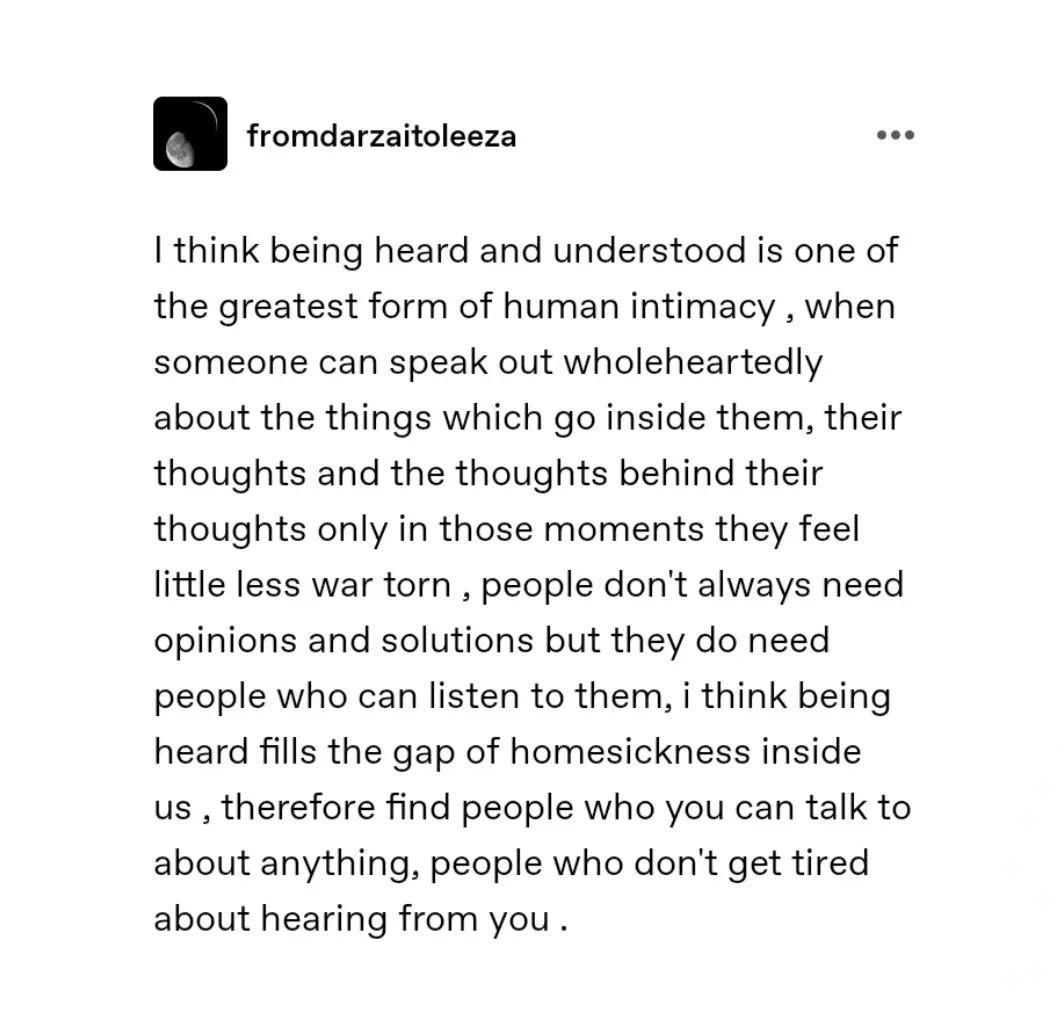 fromdarzaitoleeza
I think being heard and understood is one of
the greatest form of human intimacy , when
someone can speak out wholeheartedly
about the things which go inside them, their
thoughts and the thoughts behind their
thoughts only in those moments they feel
little less war torn , people don't always need
opinions and solutions but they do need
people who can listen to them, i think being
heard fills the gap of homesickness inside
us , therefore find people who you can talk to
about anything, people who don't get tired
about hearing from you .